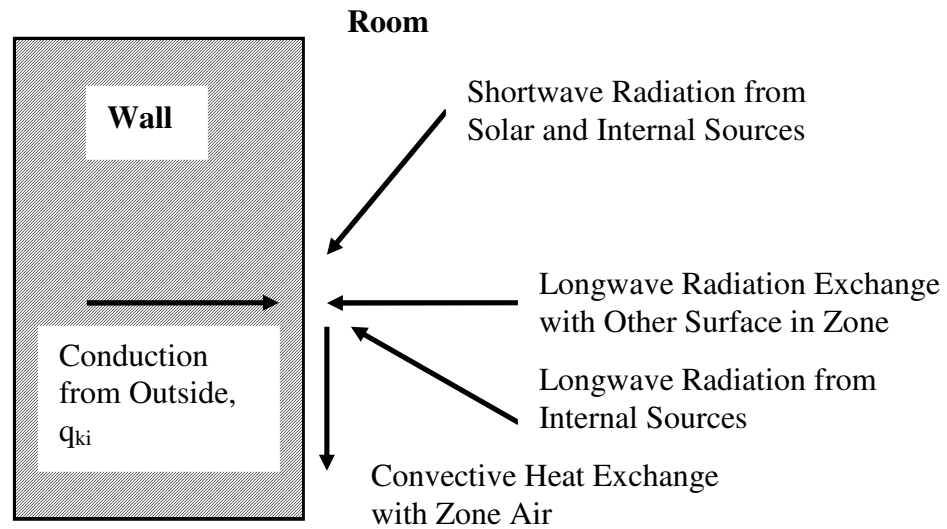 Room
Wall
Shortwave Radiation from
Solar and Internal Sources
Longwave Radiation Exchange
with Other Surface in Zone
Conduction
from Outside,
qki
Longwave Radiation from
Internal Sources
Convective Heat Exchange
with Zone Air